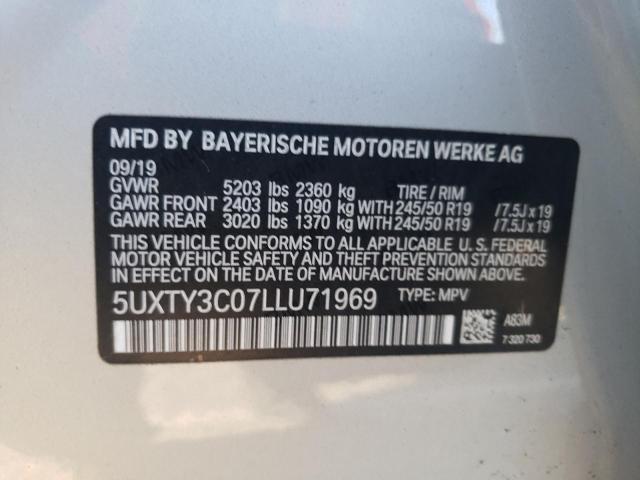 MFD BY BAYERISCHE MOTOREN WERKE AG
09/19
GVWR 5203 lbs 2360 kg TIRE / RIM
GAWR FRONT 2403 lbs 1090 kg WITH 245/50 R19 /7.5J x 19
GAWR REAR 3020 lbs 1370 kg WITH 245/50 R19 /7.5J x 19
THIS VEHICLE CONFORMS TO ALL APPLICABLE U. S. FEDERAL
MOTOR VEHICLE SAFETY AND THEFT PREVENTION STANDARDS
IN EFFECT ON THE DATE OF MANUFACTURE SHOWN ABOVE.
5UXTY3C07LLU71969 TYPE: MPV
A83M
7 320 730